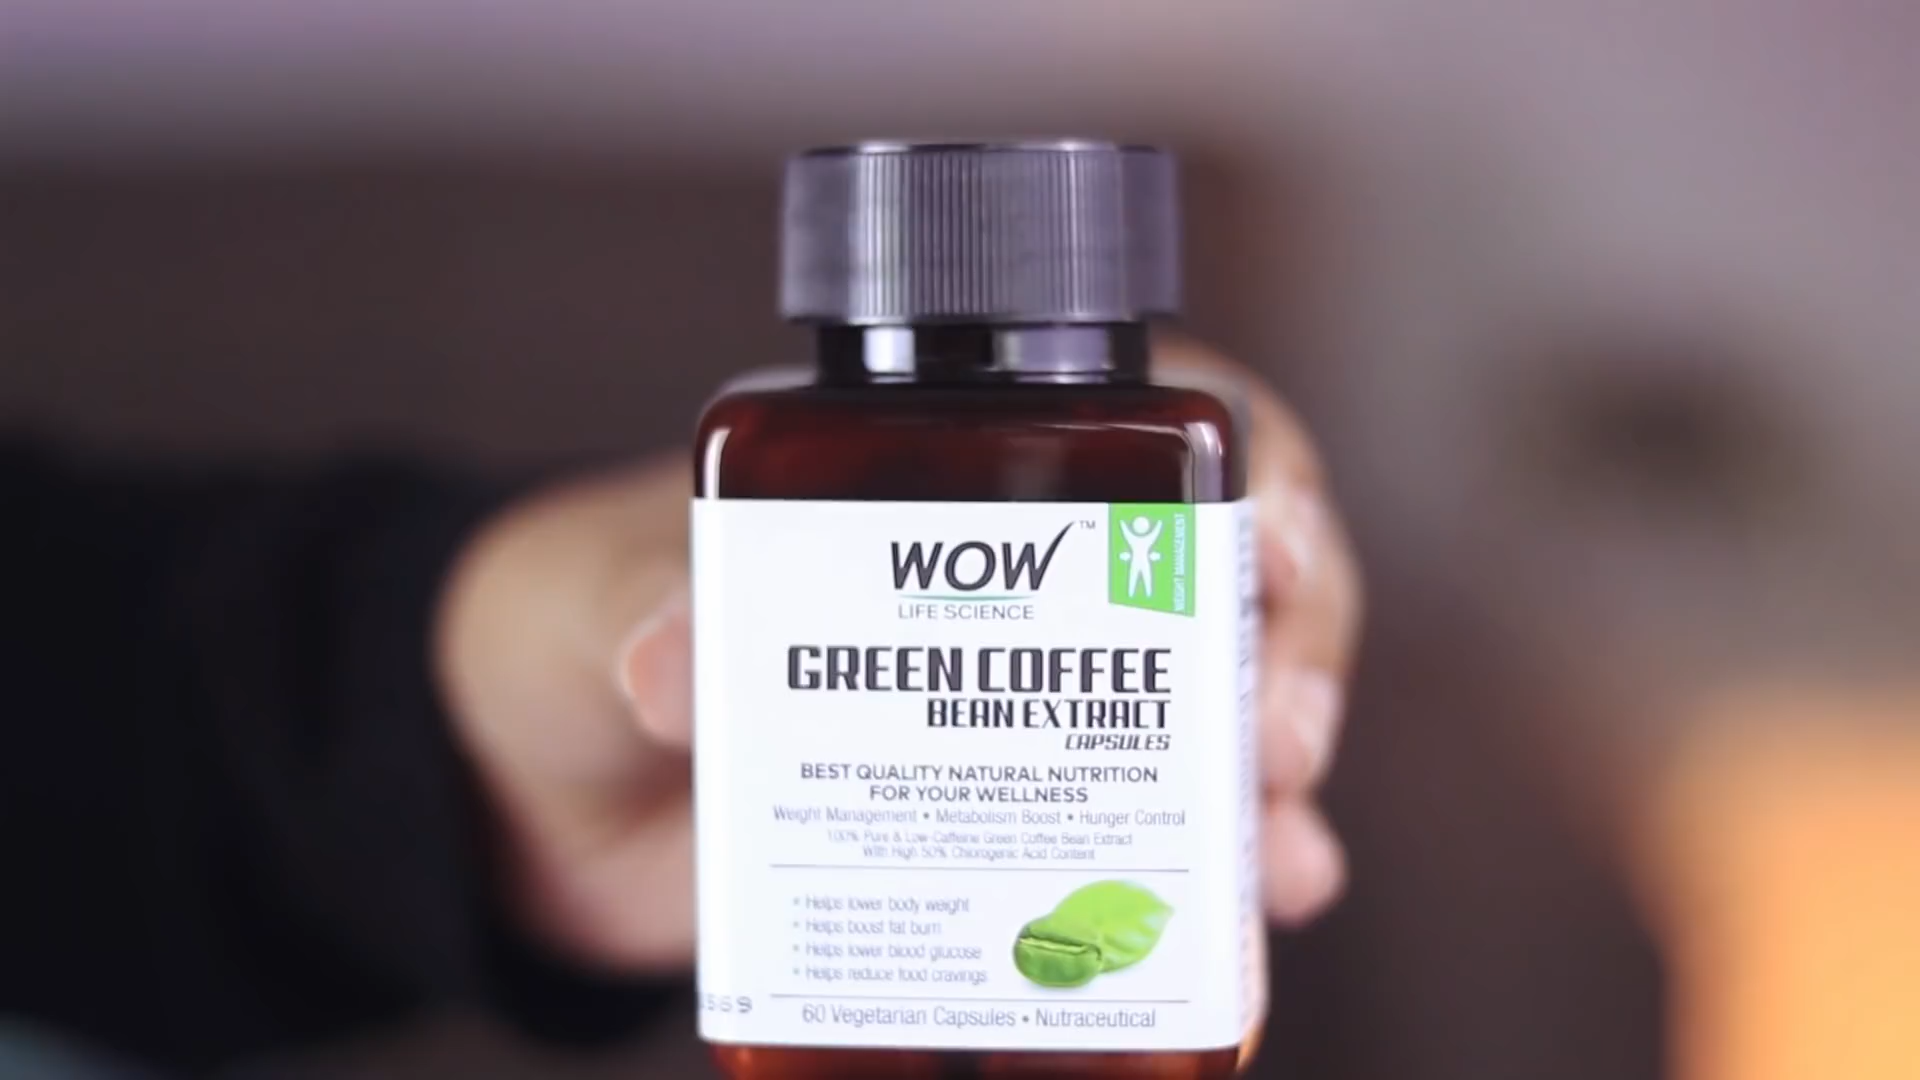 WOW™
LIFE SCIENCE
WEIGHT MANAGEMENT
GREEN COFFEE
BEAN EXTRACT
CAPSULES
BEST QUALITY NATURAL NUTRITION
FOR YOUR WELLNESS
Weight Management • Metabolism Boost • Hunger Control
100% Pure & Low-Caffeine Green Coffee Bean Extract
With High 50% Chlorogenic Acid Content
• Helps lower body weight
• Helps boost fat burn
• Helps lower blood glucose
• Helps reduce food cravings
60 Vegetarian Capsules • Nutraceutical